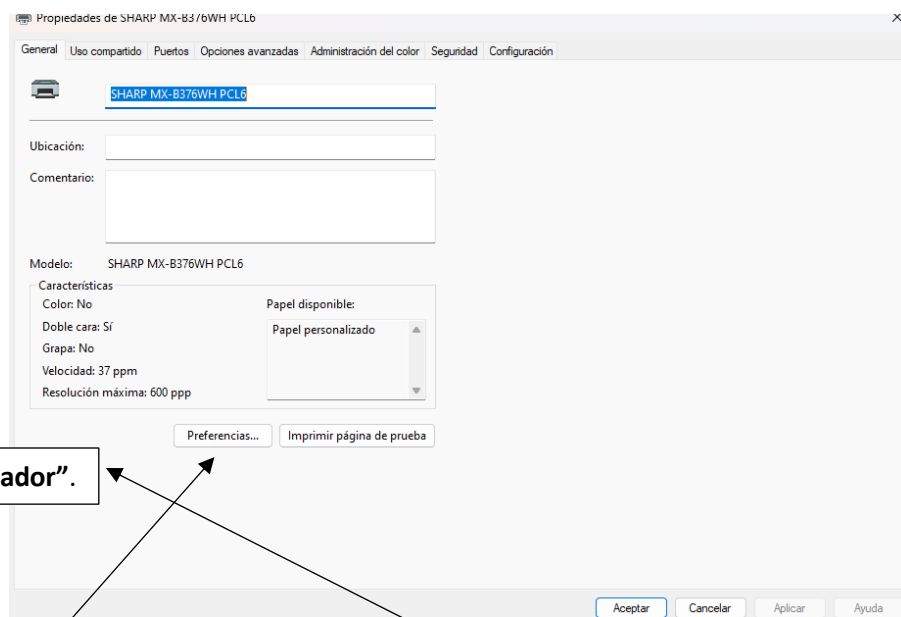 Propiedades de SHARP MX-B376WH PCL6
General Uso compartido Puertos Opciones avanzadas Administración del color Seguridad Configuración
SHARP MX-B376WH PCL6
Ubicación:
Comentario:
Modelo: SHARP MX-B376WH PCL6
Características
Color: No
Doble cara: Sí
Grapa: No
Velocidad: 37 ppm
Resolución máxima: 600 ppp
Papel disponible:
Papel personalizado
Preferencias... Imprimir página de prueba
ador”.
Aceptar Cancelar Aplicar Ayuda